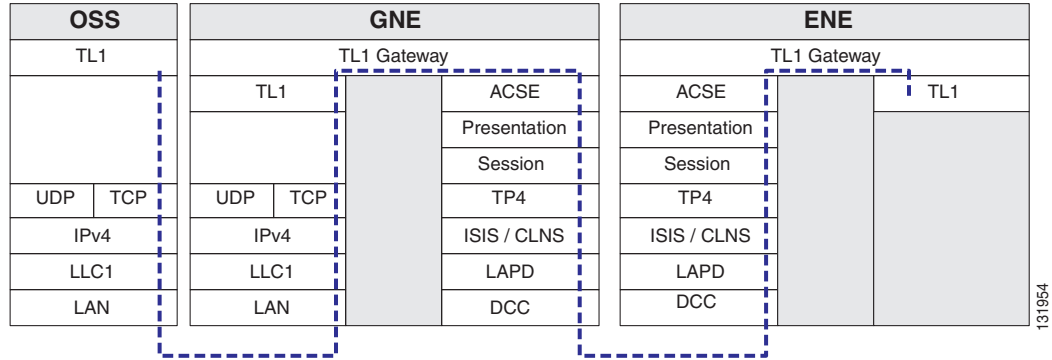 OSS GNE ENE
TL1 TL1 Gateway TL1 Gateway
TL1 ACSE ACSE TL1
Presentation Presentation
Session Session
UDP TCP UDP TCP TP4 TP4
IPv4 IPv4 ISIS / CLNS ISIS / CLNS
LLC1 LLC1 LAPD LAPD
LAN LAN DCC DCC
131954